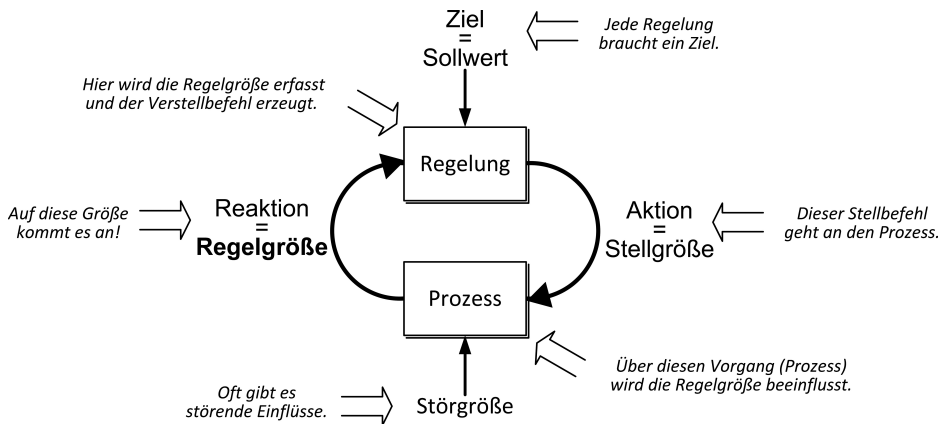 Ziel
=
Sollwert
Jede Regelung
braucht ein Ziel.
Hier wird die Regelgröße erfasst
und der Verstellbefehl erzeugt.
Regelung
Auf diese Größe
kommt es an!
Reaktion
=
Regelgröße
Aktion
=
Stellgröße
Dieser Stellbefehl
geht an den Prozess.
Prozess
Über diesen Vorgang (Prozess)
wird die Regelgröße beeinflusst.
Oft gibt es
störende Einflüsse.
Störgröße